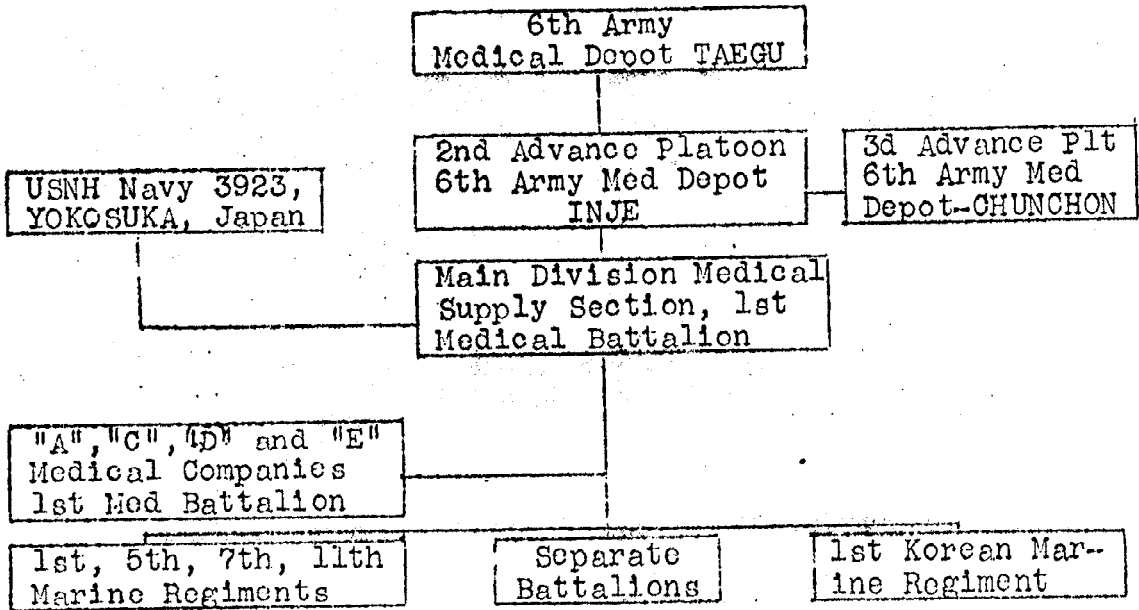 6th Army
Medical Depot TAEGU
2nd Advance Platoon
6th Army Med Depot
INJE
3d Advance Plt
6th Army Med
Depot-CHUNCHON
USNH Navy 3923,
YOKOSUKA, Japan
Main Division Medical
Supply Section, 1st
Medical Battalion
"A", "C", "D" and "E"
Medical Companies
1st Med Battalion
1st, 5th, 7th, 11th
Marine Regiments
Separate
Battalions
1st Korean Mar-
ine Regiment